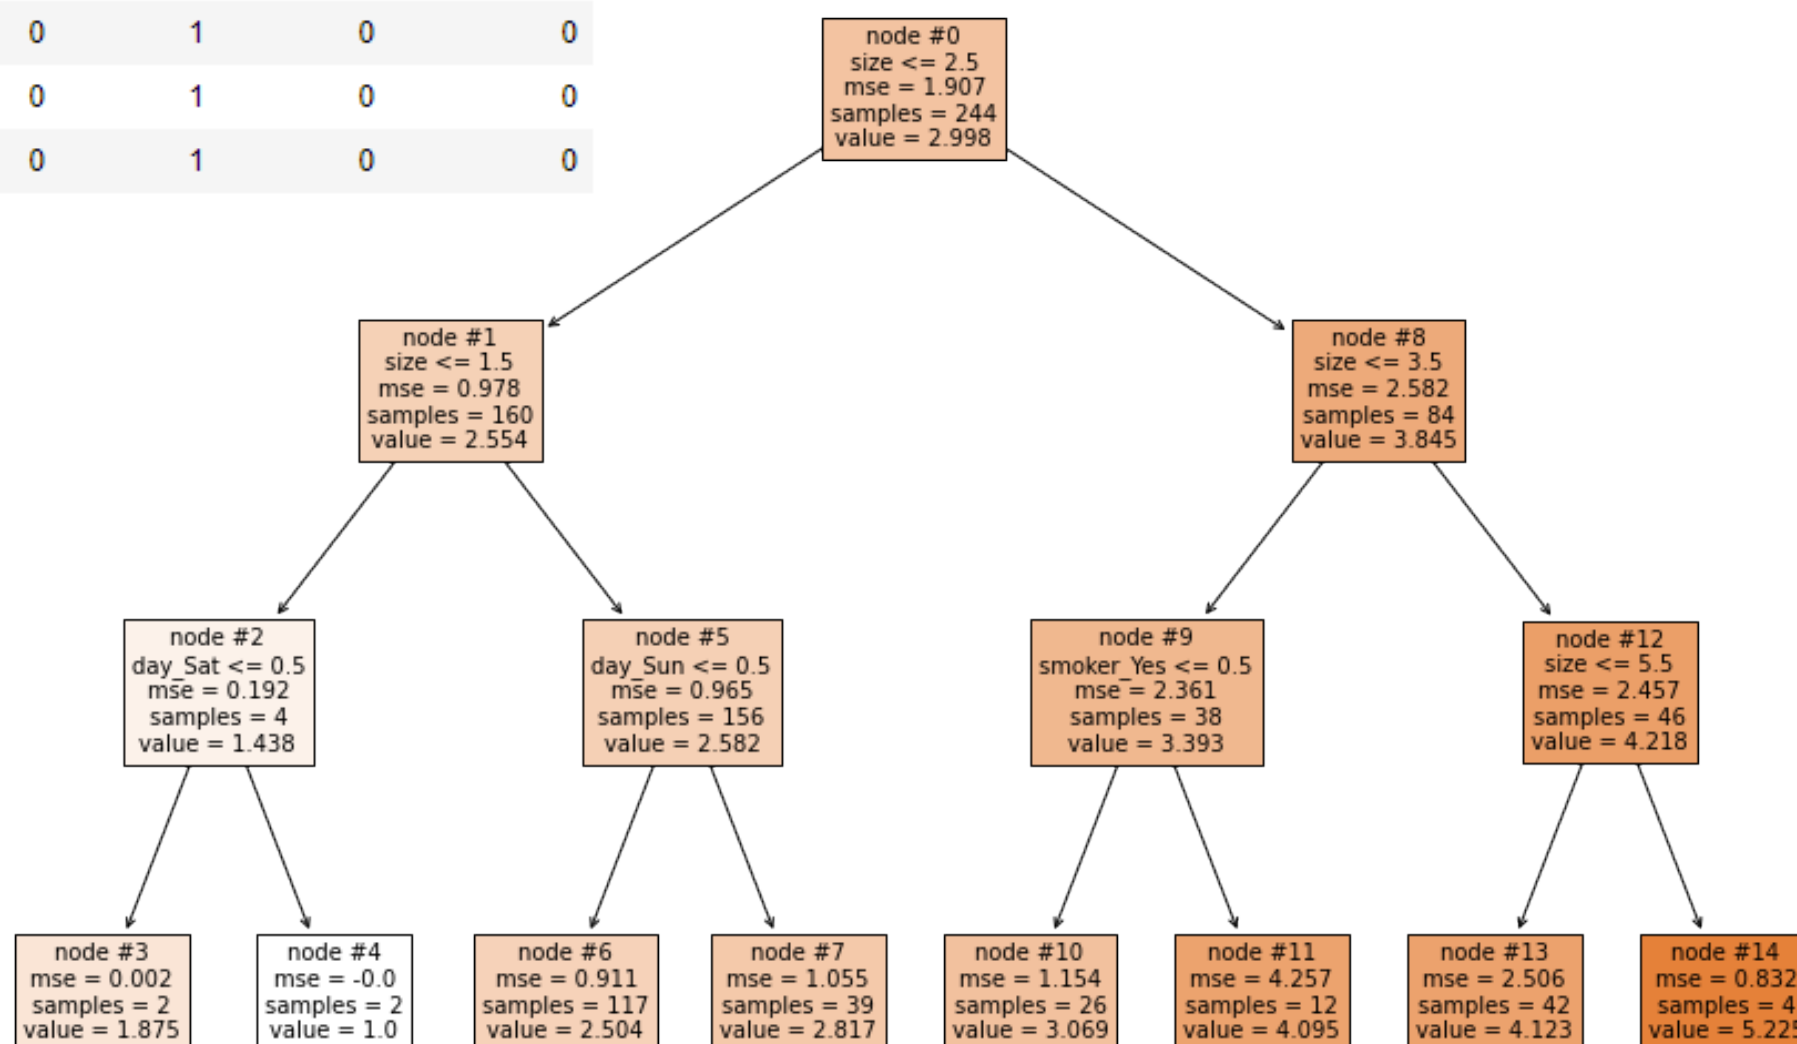 0 1 0 0
0 1 0 0
0 1 0 0
node #0
size <= 2.5
mse = 1.907
samples = 244
value = 2.998
node #1
size <= 1.5
mse = 0.978
samples = 160
value = 2.554
node #8
size <= 3.5
mse = 2.582
samples = 84
value = 3.845
node #2
day_Sat <= 0.5
mse = 0.192
samples = 4
value = 1.438
node #5
day_Sun <= 0.5
mse = 0.965
samples = 156
value = 2.582
node #9
smoker_Yes <= 0.5
mse = 2.361
samples = 38
value = 3.393
node #12
size <= 5.5
mse = 2.457
samples = 46
value = 4.218
node #3
mse = 0.002
samples = 2
value = 1.875
node #4
mse = -0.0
samples = 2
value = 1.0
node #6
mse = 0.911
samples = 117
value = 2.504
node #7
mse = 1.055
samples = 39
value = 2.817
node #10
mse = 1.154
samples = 26
value = 3.069
node #11
mse = 4.257
samples = 12
value = 4.095
node #13
mse = 2.506
samples = 42
value = 4.123
node #14
mse = 0.832
samples = 4
value = 5.225